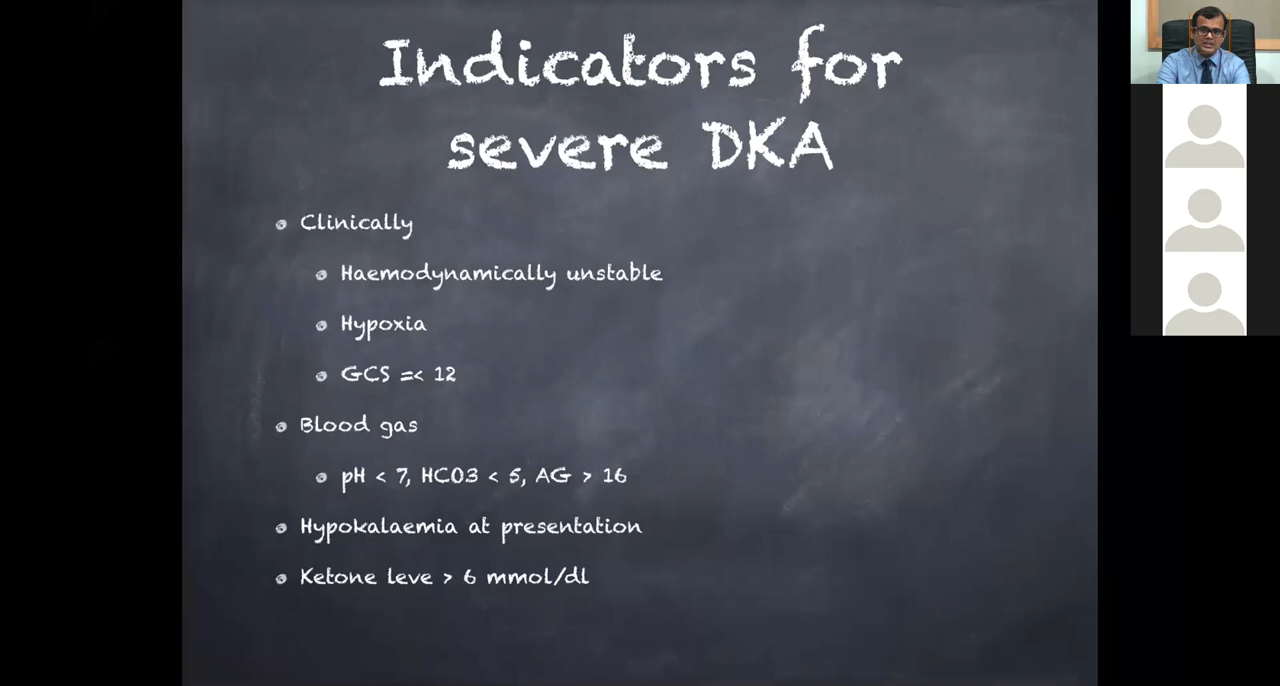 Indicators for
severe DKA
Clinically
Haemodynamically unstable
Hypoxia
GCS =< 12
Blood gas
pH < 7, HCO3 < 5, AG > 16
Hypokalaemia at presentation
Ketone leve > 6 mmol/dl